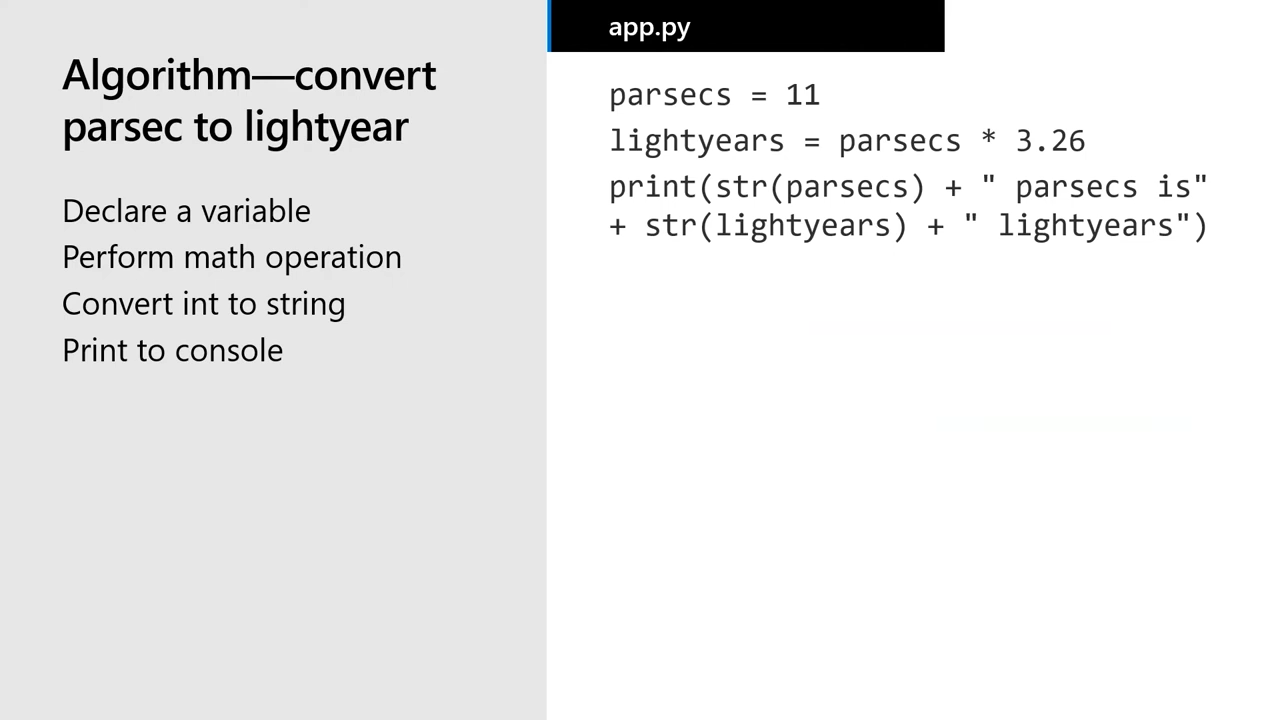 Algorithm—convert
parsec to lightyear
Declare a variable
Perform math operation
Convert int to string
Print to console
app.py
parsecs = 11
lightyears = parsecs * 3.26
print(str(parsecs) + " parsecs is"
+ str(lightyears) + " lightyears")